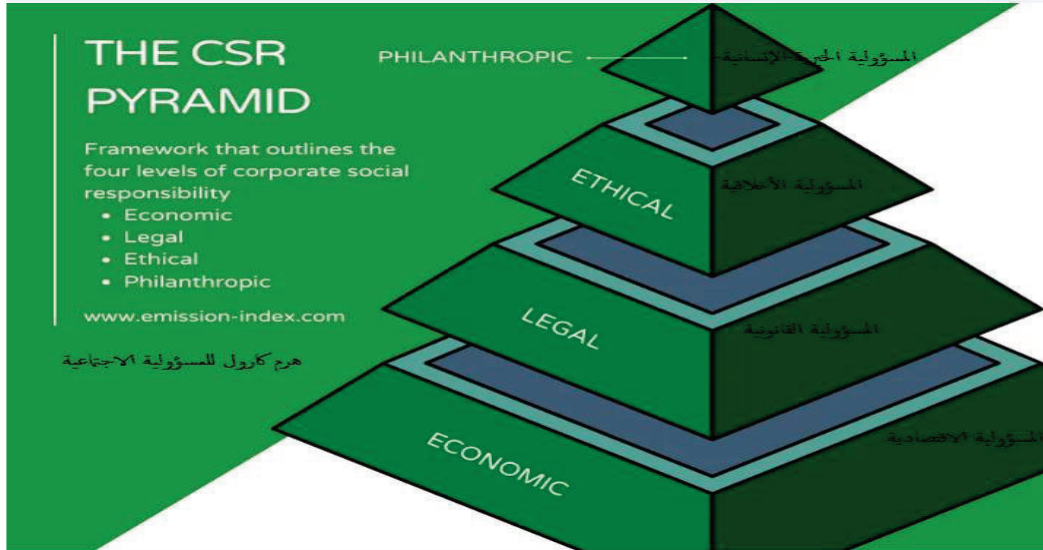 THE CSR
PYRAMID
Framework that outlines the
four levels of corporate social
responsibility
• Economic
• Legal
• Ethical
• Philanthropic
www.emission-index.com
هرم كارول للمسؤولية الاجتماعية
PHILANTHROPIC
المسؤولية الخيرية-الإنسانية
ETHICAL
المسؤولية الأخلاقية
LEGAL
المسؤولية القانونية
ECONOMIC
المسؤولية الاقتصادية